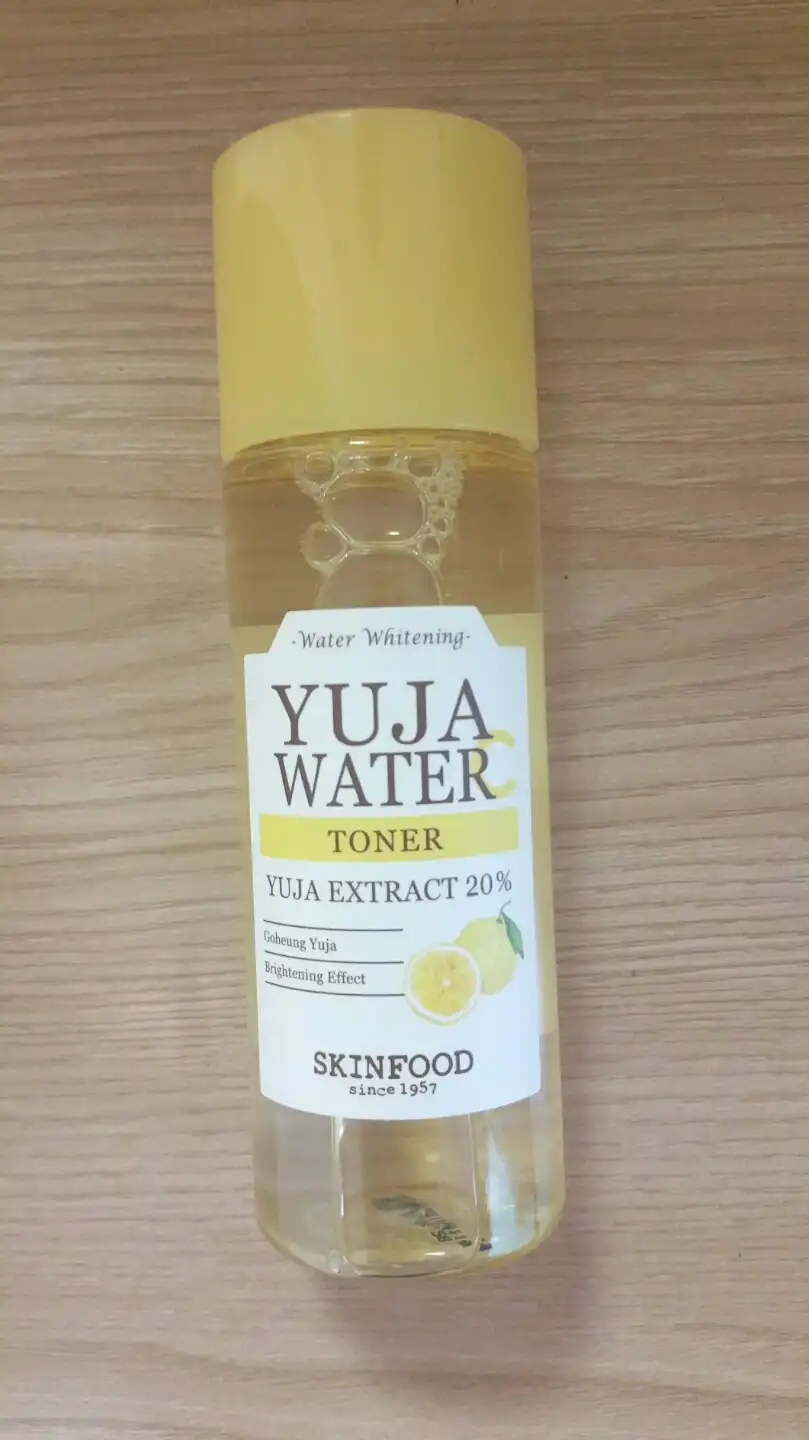 -Water Whitening-
YUJA
WATER C
TONER
YUJA EXTRACT 20%
Goheung Yuja
Brightening Effect
SKINFOOD
since 1957